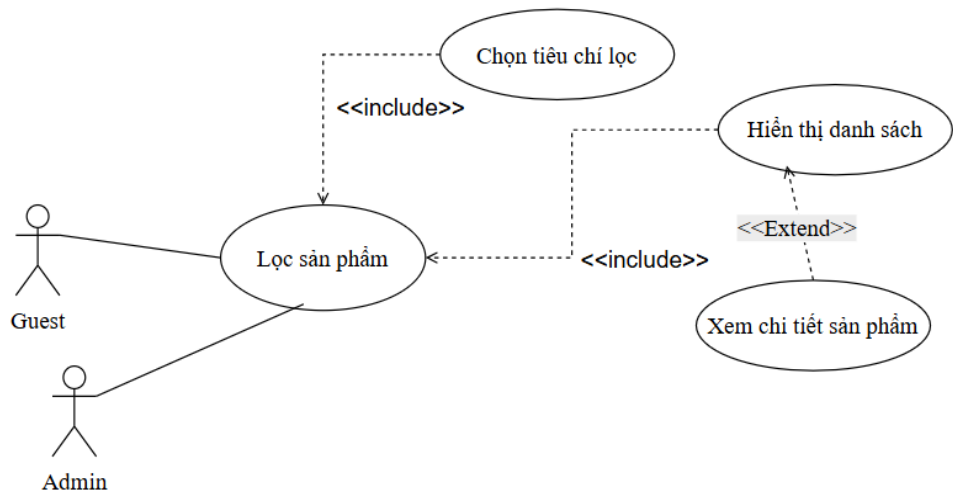 Chọn tiêu chí lọc
<<include>>
Hiển thị danh sách
<<Extend>>
Lọc sản phẩm
<<include>>
Guest
Xem chi tiết sản phẩm
Admin